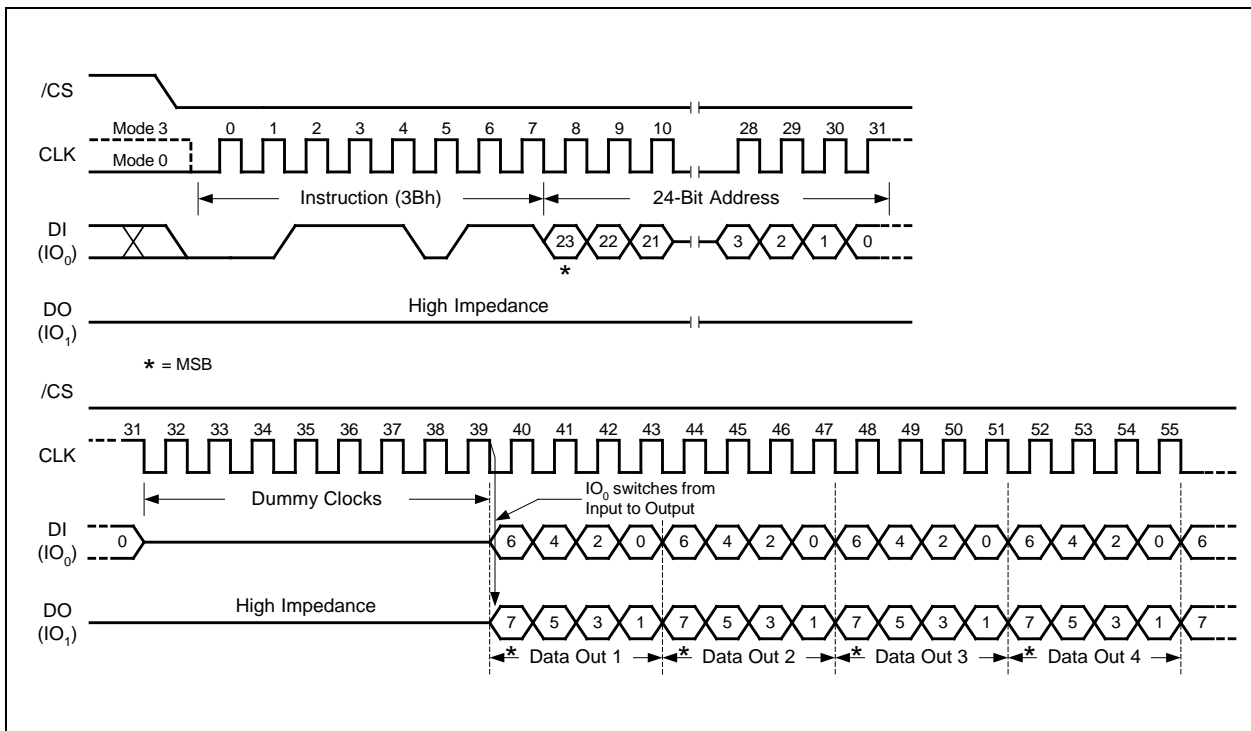 /CS
Mode 3 0 1 2 3 4 5 6 7 8 9 10 28 29 30 31
CLK
Mode 0
Instruction (3Bh) 24-Bit Address
DI
(IO0) 23 22 21 3 2 1 0
*
DO High Impedance
(IO1)
* = MSB
/CS
31 32 33 34 35 36 37 38 39 40 41 42 43 44 45 46 47 48 49 50 51 52 53 54 55
CLK
Dummy Clocks IO0 switches from
Input to Output
DI
(IO0) 0 6 4 2 0 6 4 2 0 6 4 2 0 6 4 2 0 6
DO High Impedance
(IO1) 7 5 3 1 7 5 3 1 7 5 3 1 7 5 3 1 7
* Data Out 1 * Data Out 2 * Data Out 3 * Data Out 4